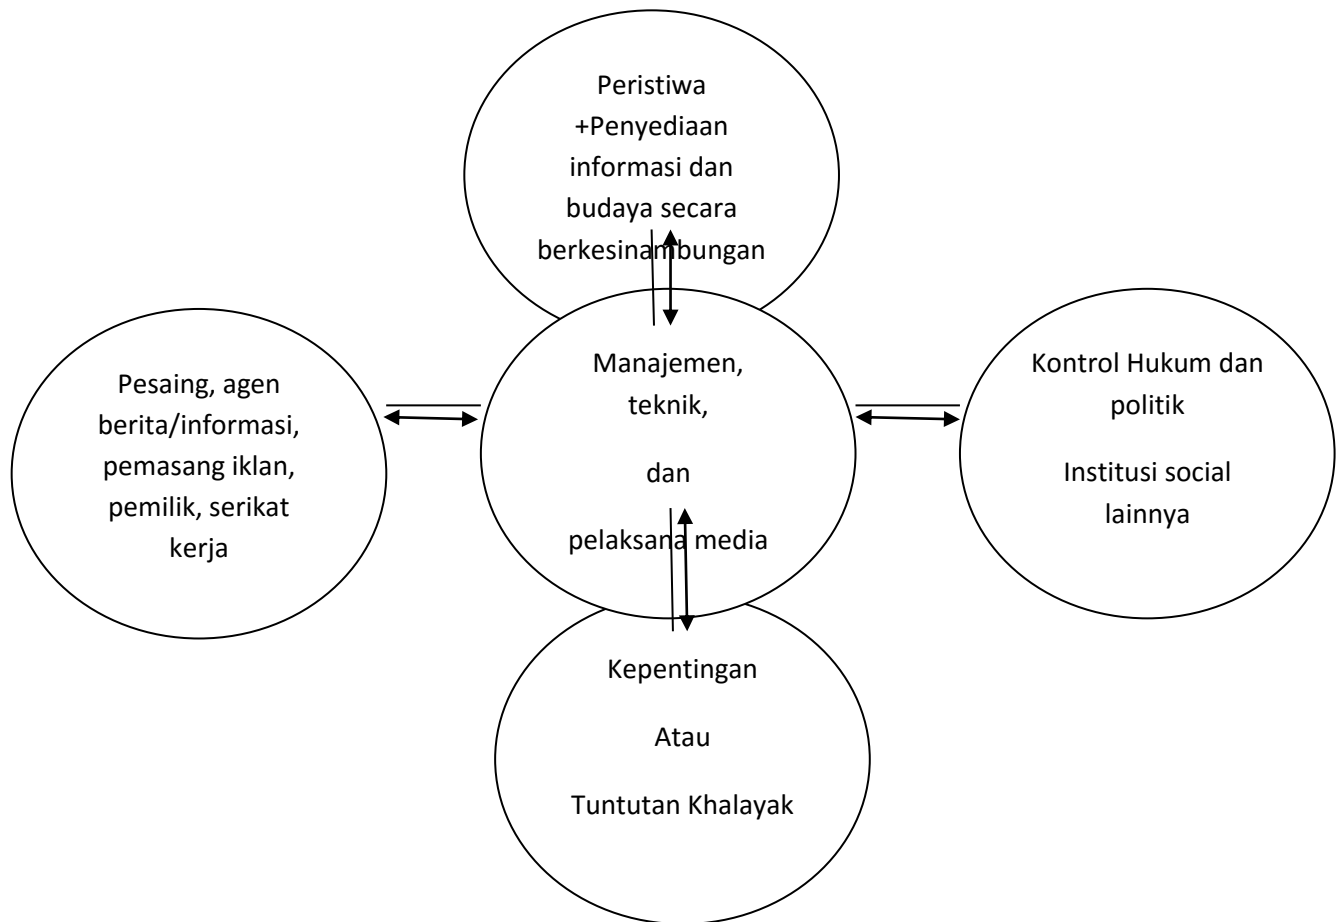 Peristiwa
+Penyediaan
informasi dan
budaya secara
berkesinambungan
Pesaing, agen
berita/informasi,
pemasang iklan,
pemilik, serikat
kerja
Manajemen,
teknik,
dan
pelaksana media
Kontrol Hukum dan
politik
Institusi social
lainnya
Kepentingan
Atau
Tuntutan Khalayak